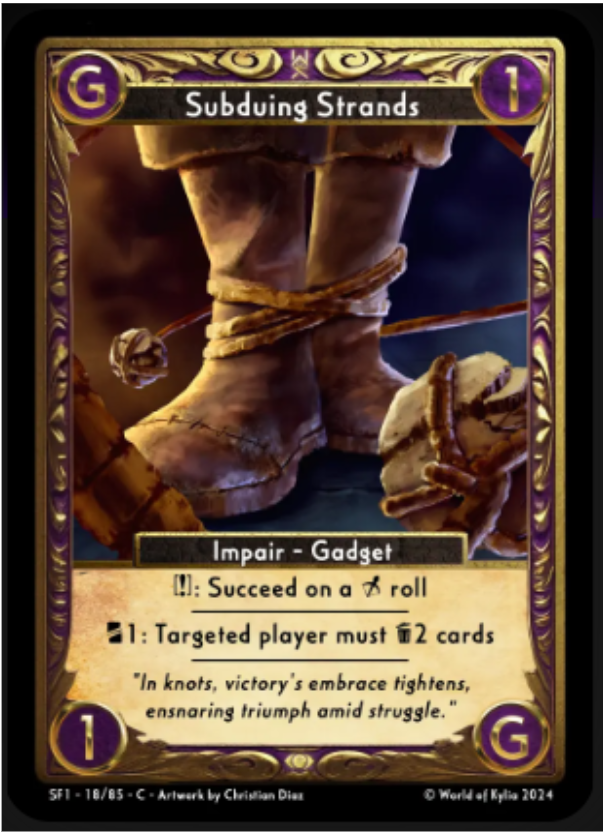 G
1
Subduing Strands
Impair - Gadget
[!]: Succeed on a roll
1: Targeted player must 2 cards
"In knots, victory's embrace tightens,
ensnaring triumph amid struggle."
1
G
SF1 - 18/85 - C - Artwork by Christian Diaz
© World of Kylia 2024